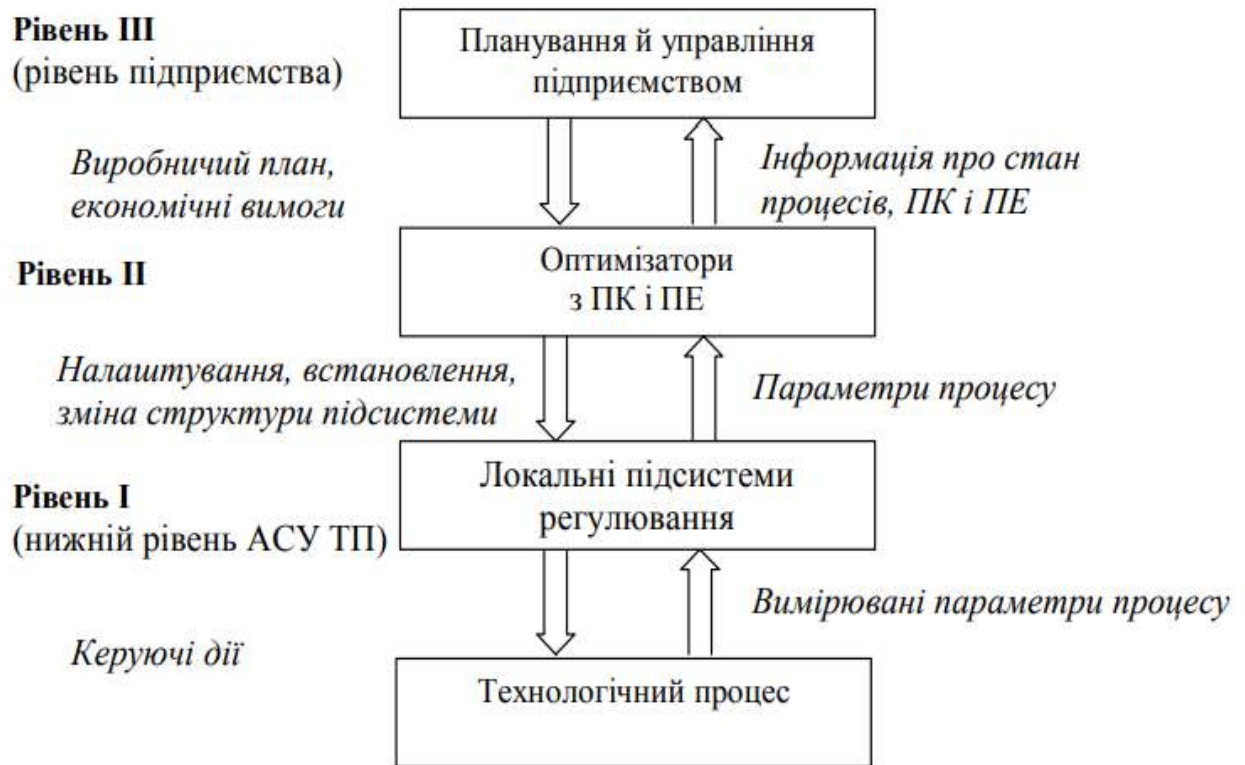 Рівень III
(рівень підприємства)
Планування й управління
підприємством
Виробничий план,
економічні вимоги
Інформація про стан
процесів, ПК і ПЕ
Рівень II
Оптимізатори
з ПК і ПЕ
Налаштування, встановлення,
зміна структури підсистеми
Параметри процесу
Рівень I
(нижній рівень АСУ ТП)
Локальні підсистеми
регулювання
Вимірювані параметри процесу
Керуючі дії
Технологічний процес